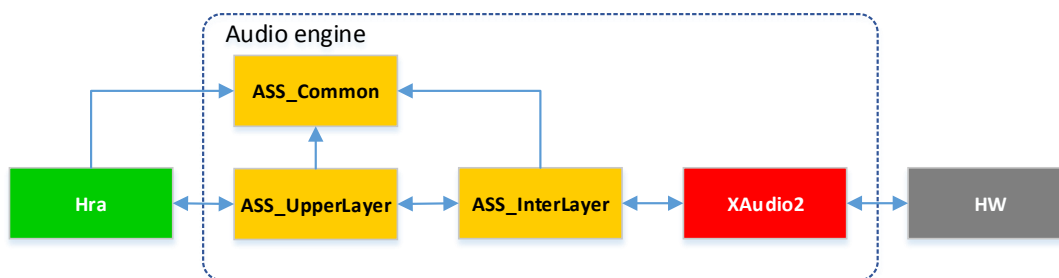 Audio engine
ASS_Common
Hra
ASS_UpperLayer
ASS_InterLayer
XAudio2
HW